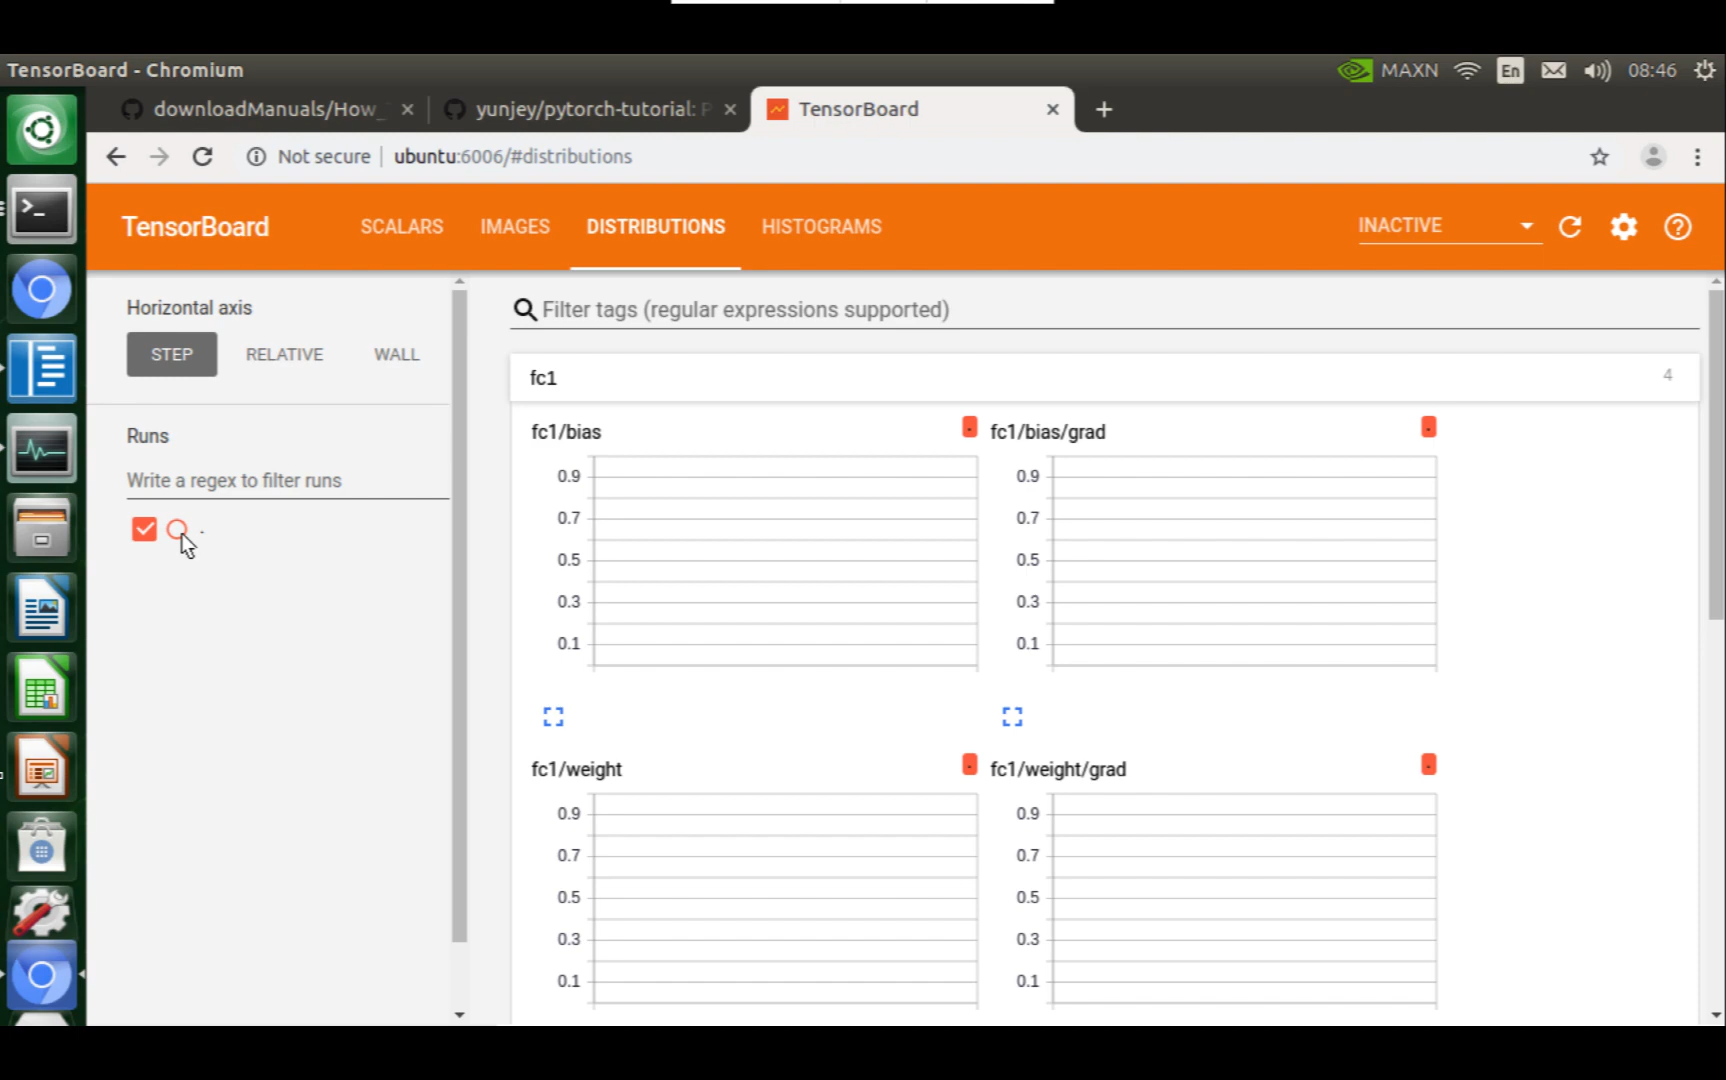 TensorBoard - Chromium
MAXN
En
08:46
downloadManuals/How_
yunjey/pytorch-tutorial: P
TensorBoard
Not secure
ubuntu:6006/#distributions
TensorBoard
SCALARS
IMAGES
DISTRIBUTIONS
HISTOGRAMS
INACTIVE
Horizontal axis
STEP
RELATIVE
WALL
Runs
Write a regex to filter runs
.
Filter tags (regular expressions supported)
fc1
4
fc1/bias
.
0.9
0.7
0.5
0.3
0.1
fc1/bias/grad
.
0.9
0.7
0.5
0.3
0.1
fc1/weight
.
0.9
0.7
0.5
0.3
0.1
fc1/weight/grad
.
0.9
0.7
0.5
0.3
0.1